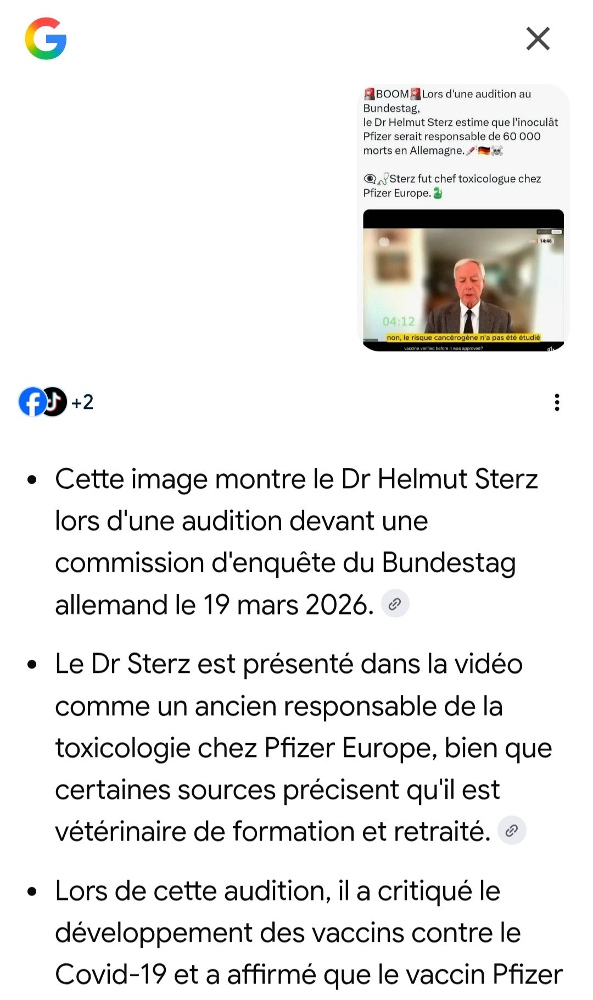 🚨BOOM🚨Lors d'une audition au
Bundestag,
le Dr Helmut Sterz estime que l'inoculât
Pfizer serait responsable de 60 000
morts en Allemagne.💉🇩🇪☠️
👁️🩺Sterz fut chef toxicologue chez
Pfizer Europe.🐍
live 14:48
04:12
non, le risque cancérogène n'a pas été étudié
vaccine verified before it was approved?
+2
• Cette image montre le Dr Helmut Sterz
lors d'une audition devant une
commission d'enquête du Bundestag
allemand le 19 mars 2026.
• Le Dr Sterz est présenté dans la vidéo
comme un ancien responsable de la
toxicologie chez Pfizer Europe, bien que
certaines sources précisent qu'il est
vétérinaire de formation et retraité.
• Lors de cette audition, il a critiqué le
développement des vaccins contre le
Covid-19 et a affirmé que le vaccin Pfizer